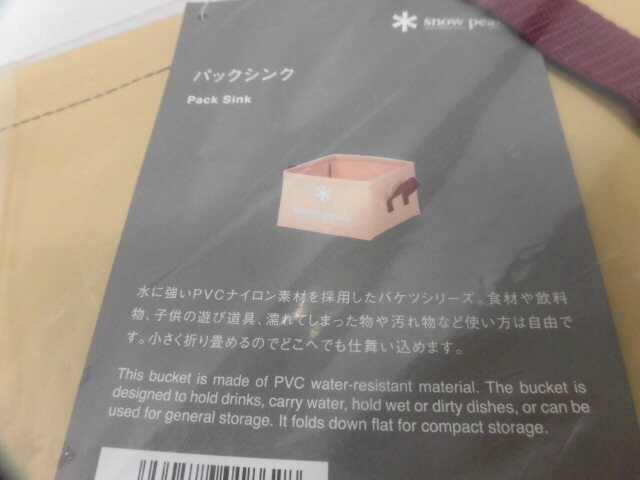 snow peak
パックシンク
Pack Sink
snow peak
水に強いPVCナイロン素材を採用したバケツシリーズ。食材や飲料
物、子供の遊び道具、濡れてしまった物や汚れ物など使い方は自由で
す。小さく折り畳めるのでどこへでも仕舞い込めます。
This bucket is made of PVC water-resistant material. The bucket is
designed to hold drinks, carry water, hold wet or dirty dishes, or can be
used for general storage. It folds down flat for compact storage.